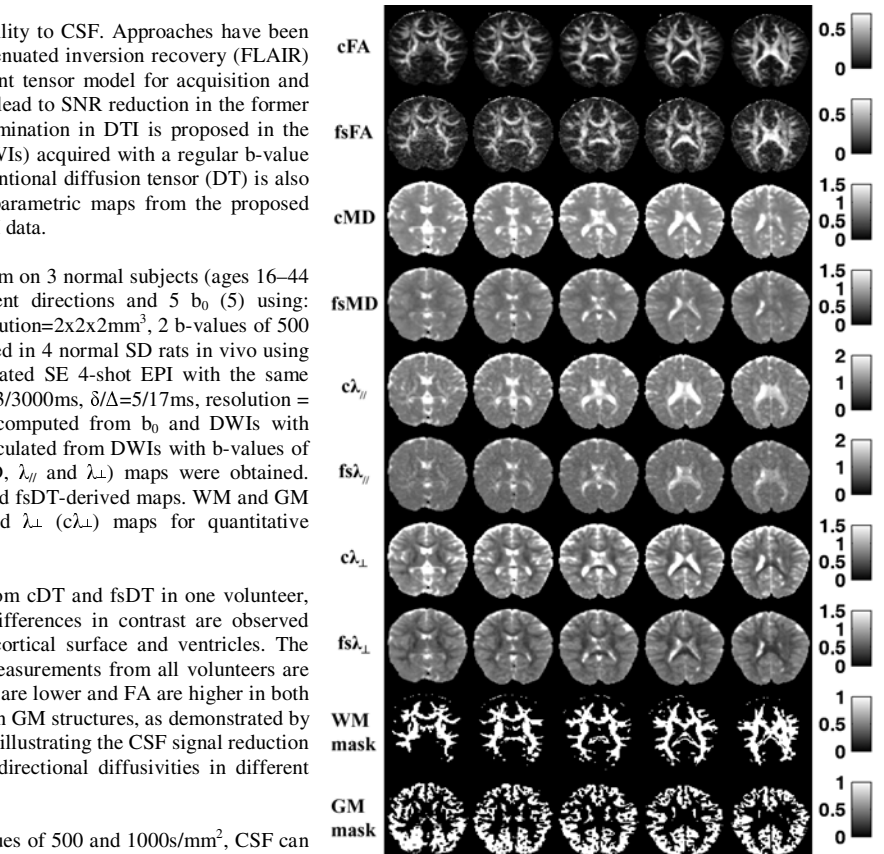 ility to CSF. Approaches have been
enuated inversion recovery (FLAIR)
nt tensor model for acquisition and
lead to SNR reduction in the former
mination in DTI is proposed in the
WIs) acquired with a regular b-value
ntional diffusion tensor (DT) is also
parametric maps from the proposed
data.
m on 3 normal subjects (ages 16–44
ent directions and 5 b₀ (5) using:
lution=2x2x2mm³, 2 b-values of 500
ed in 4 normal SD rats in vivo using
ated SE 4-shot EPI with the same
3/3000ms, δ/Δ=5/17ms, resolution =
computed from b₀ and DWIs with
lculated from DWIs with b-values of
D, λ// and λ⊥) maps were obtained.
d fsDT-derived maps. WM and GM
d λ⊥ (cλ⊥) maps for quantitative
om cDT and fsDT in one volunteer,
ifferences in contrast are observed
cortical surface and ventricles. The
easurements from all volunteers are
are lower and FA are higher in both
n GM structures, as demonstrated by
illustrating the CSF signal reduction
directional diffusivities in different
ues of 500 and 1000s/mm², CSF can
cFA
0.5
0
fsFA
0.5
0
cMD
1.5
1
0.5
0
fsMD
1.5
1
0.5
0
cλ//
2
1
0
fsλ//
2
1
0
cλ⊥
1.5
1
0.5
0
fsλ⊥
1.5
1
0.5
0
WM
mask
1
0.5
0
GM
mask
1
0.5
0